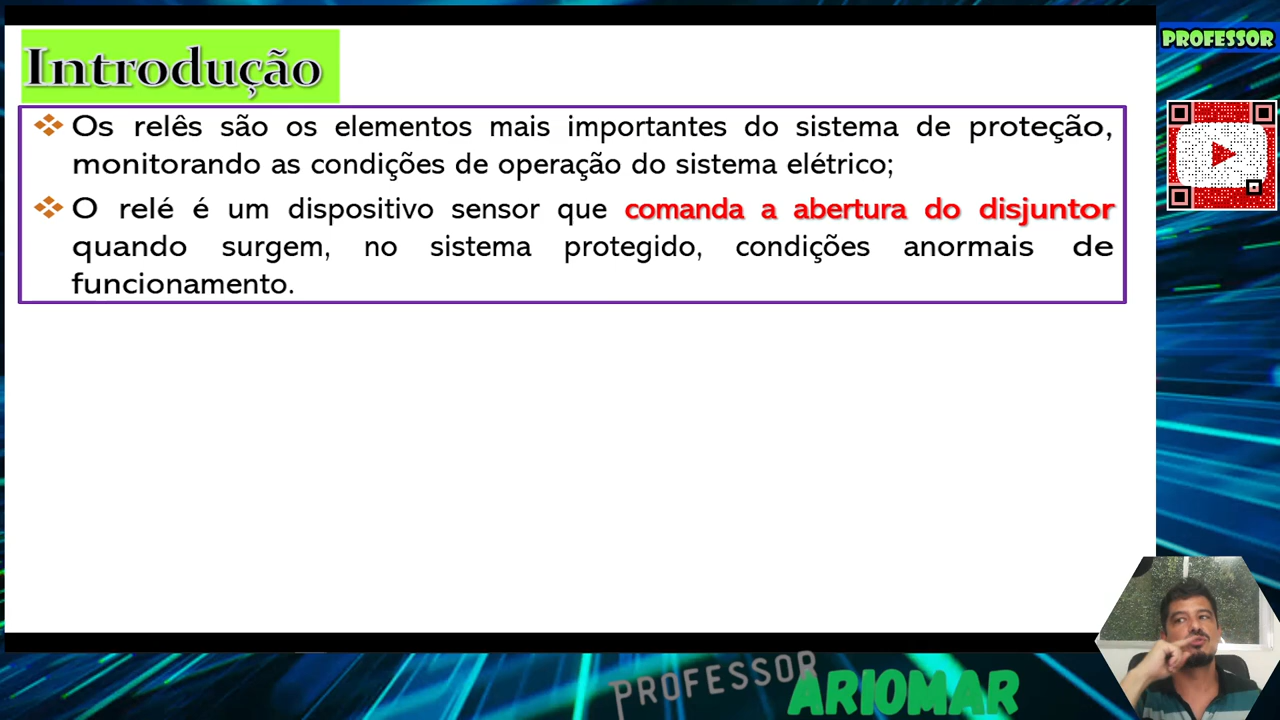 Introdução
PROFESSOR
Os relês são os elementos mais importantes do sistema de proteção,
monitorando as condições de operação do sistema elétrico;
O relé é um dispositivo sensor que comanda a abertura do disjuntor
quando surgem, no sistema protegido, condições anormais de
funcionamento.
PROFESSOR
ARIOMAR